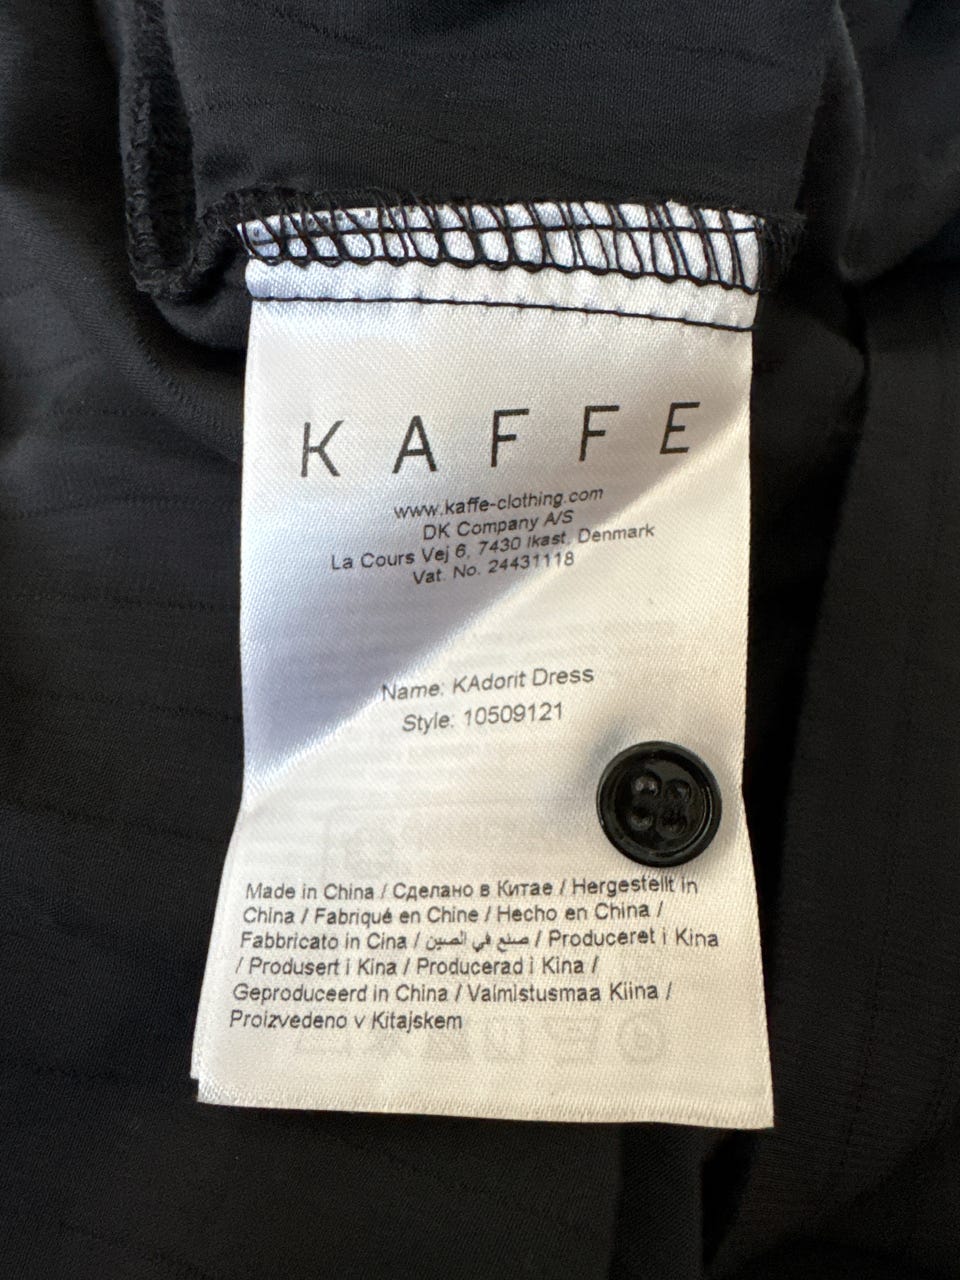 KAFFE
www.kaffe-clothing.com
DK Company A/S
La Cours Vej 6, 7430 Ikast, Denmark
Vat. No. 24431118
Name: KAdorit Dress
Style: 10509121
Made in China / Сделано в Китае / Hergestellt in
China / Fabriqué en Chine / Hecho en China /
Fabbricato in Cina / صنع في الصين / Produceret i Kina
/ Produsert i Kina / Producerad i Kina /
Geproduceerd in China / Valmistusmaa Kiina /
Proizvedeno v Kitajskem